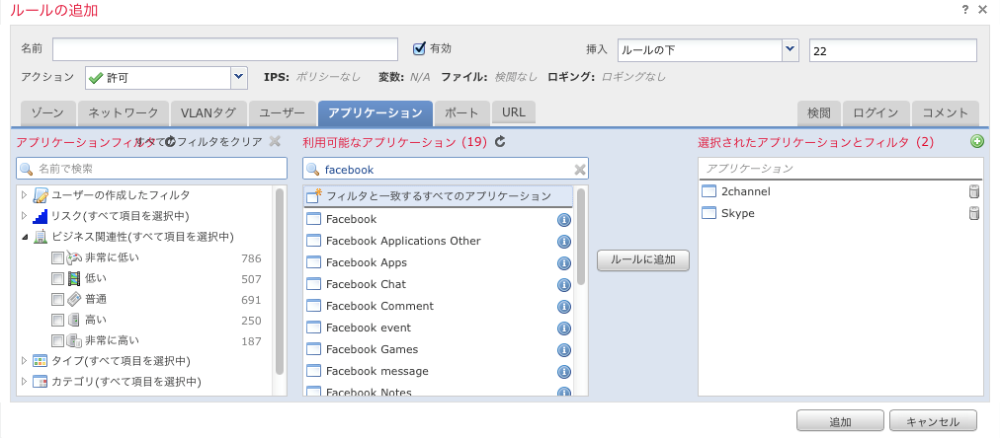 ルールの追加
? ×
名前 有効 挿入 ルールの下 22
アクション 許可 IPS: ポリシーなし 変数: N/A ファイル: 検閲なし ロギング: ロギングなし
ゾーン ネットワーク VLANタグ ユーザー アプリケーション ポート URL 検閲 ログイン コメント
アプリケーションフィルタ すべてのフィルタをクリア 利用可能なアプリケーション (19) 選択されたアプリケーションとフィルタ (2)
名前で検索 facebook アプリケーション
ユーザーの作成したフィルタ フィルタと一致するすべてのアプリケーション 2channel
リスク(すべて項目を選択中) Facebook Skype
ビジネス関連性(すべて項目を選択中) Facebook Applications Other
非常に低い 786 Facebook Apps ルールに追加
低い 507 Facebook Chat
普通 691 Facebook Comment
高い 250 Facebook event
非常に高い 187 Facebook Games
タイプ(すべて項目を選択中) Facebook message
カテゴリ(すべて項目を選択中) Facebook Notes
追加 キャンセル